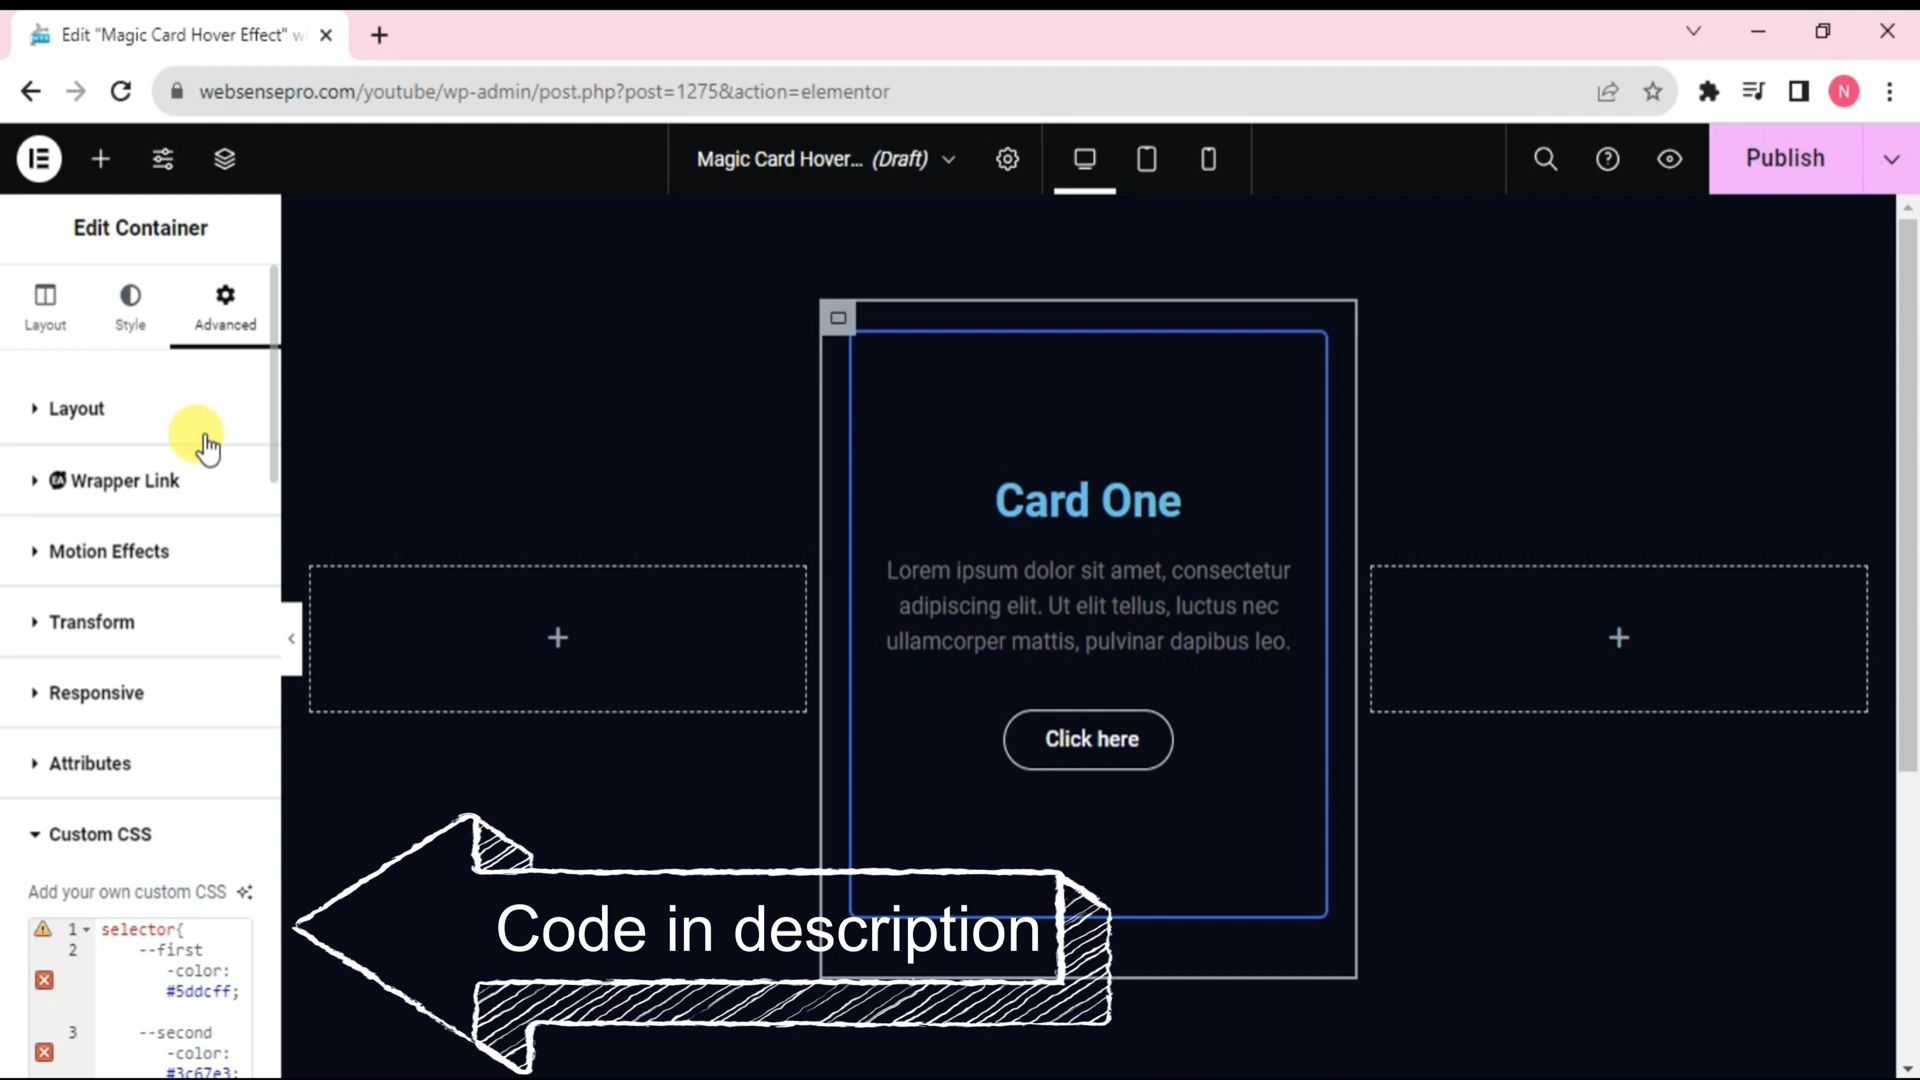 Edit "Magic Card Hover Effect" w
websensepro.com/youtube/wp-admin/post.php?post=1275&action=elementor
N
Magic Card Hover... (Draft)
Publish
Edit Container
Layout
Style
Advanced
Layout
EA Wrapper Link
Motion Effects
Transform
Responsive
Attributes
Custom CSS
Add your own custom CSS
1 selector{
2 --first
-color:
#5ddcff;
3 --second
-color:
#3c67e3;
Card One
Lorem ipsum dolor sit amet, consectetur
adipiscing elit. Ut elit tellus, luctus nec
ullamcorper mattis, pulvinar dapibus leo.
Click here
Code in description